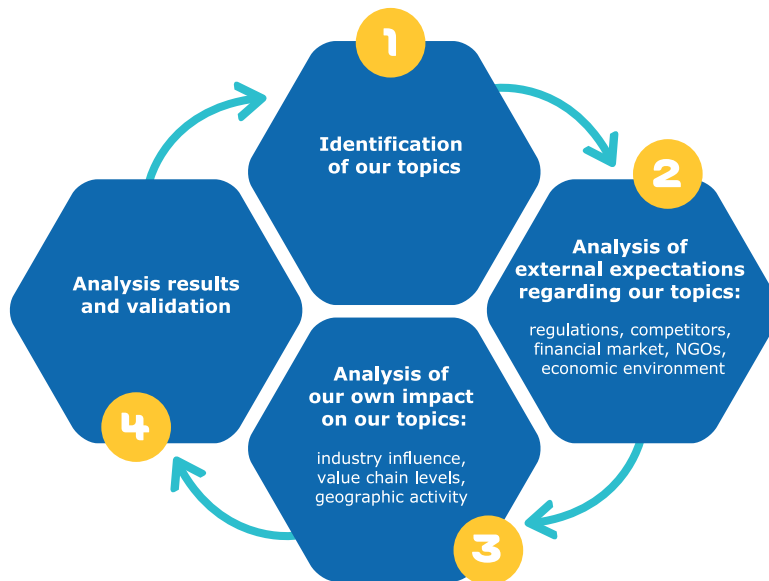 1
Identification
of our topics
2
Analysis of
external expectations
regarding our topics:
regulations, competitors,
financial market, NGOs,
economic environment
Analysis of
our own impact
on our topics:
industry influence,
value chain levels,
geographic activity
3
Analysis results
and validation
4